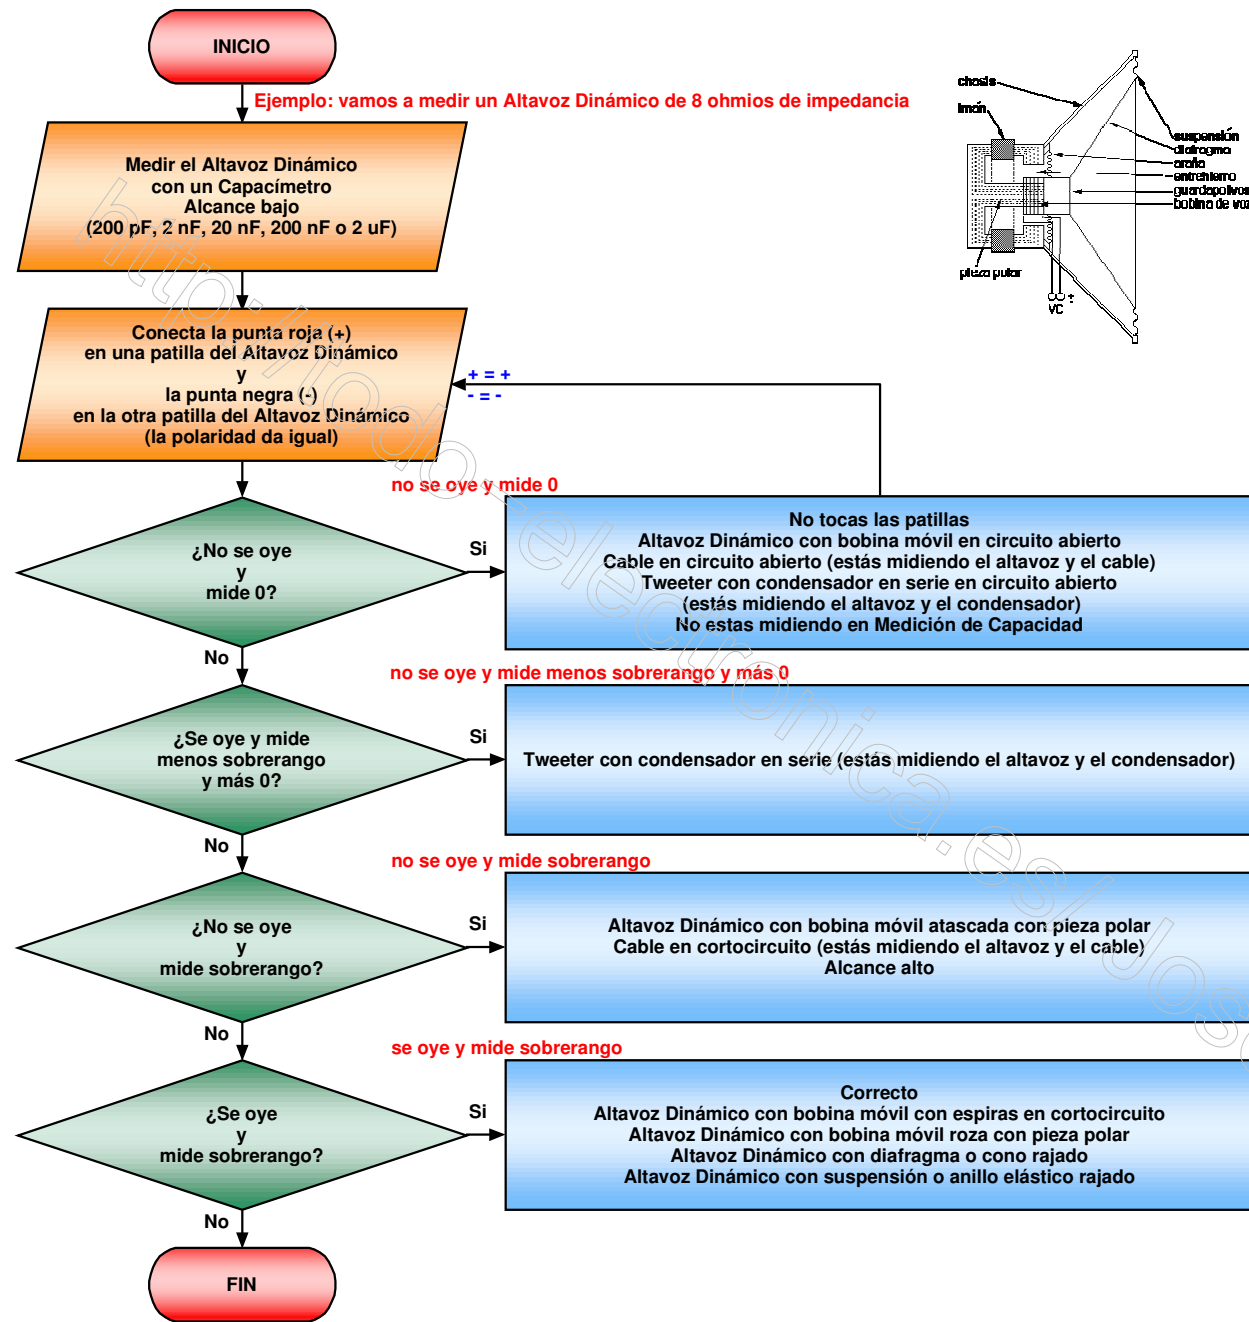 INICIO
Ejemplo: vamos a medir un Altavoz Dinámico de 8 ohmios de impedancia
Medir el Altavoz Dinámico
con un Capacímetro
Alcance bajo
(200 pF, 2 nF, 20 nF, 200 nF o 2 uF)
chasis
imán
suspensión
diafragma
araña
entrehierro
guardapolvos
bobina de voz
pieza polar
VC
±
Conecta la punta roja (+)
en una patilla del Altavoz Dinámico
y
la punta negra (-)
en la otra patilla del Altavoz Dinámico
(la polaridad da igual)
+ = +
- = -
no se oye y mide 0
¿No se oye
y
mide 0?
Si
No tocas las patillas
Altavoz Dinámico con bobina móvil en circuito abierto
Cable en circuito abierto (estás midiendo el altavoz y el cable)
Tweeter con condensador en serie en circuito abierto
(estás midiendo el altavoz y el condensador)
No estas midiendo en Medición de Capacidad
No
no se oye y mide menos sobrerango y más 0
¿Se oye y mide
menos sobrerango
y más 0?
Si
Tweeter con condensador en serie (estás midiendo el altavoz y el condensador)
No
no se oye y mide sobrerango
¿No se oye
y
mide sobrerango?
Si
Altavoz Dinámico con bobina móvil atascada con pieza polar
Cable en cortocircuito (estás midiendo el altavoz y el cable)
Alcance alto
No
se oye y mide sobrerango
¿Se oye
y
mide sobrerango?
Si
Correcto
Altavoz Dinámico con bobina móvil con espiras en cortocircuito
Altavoz Dinámico con bobina móvil roza con pieza polar
Altavoz Dinámico con diafragma o cono rajado
Altavoz Dinámico con suspensión o anillo elástico rajado
No
FIN